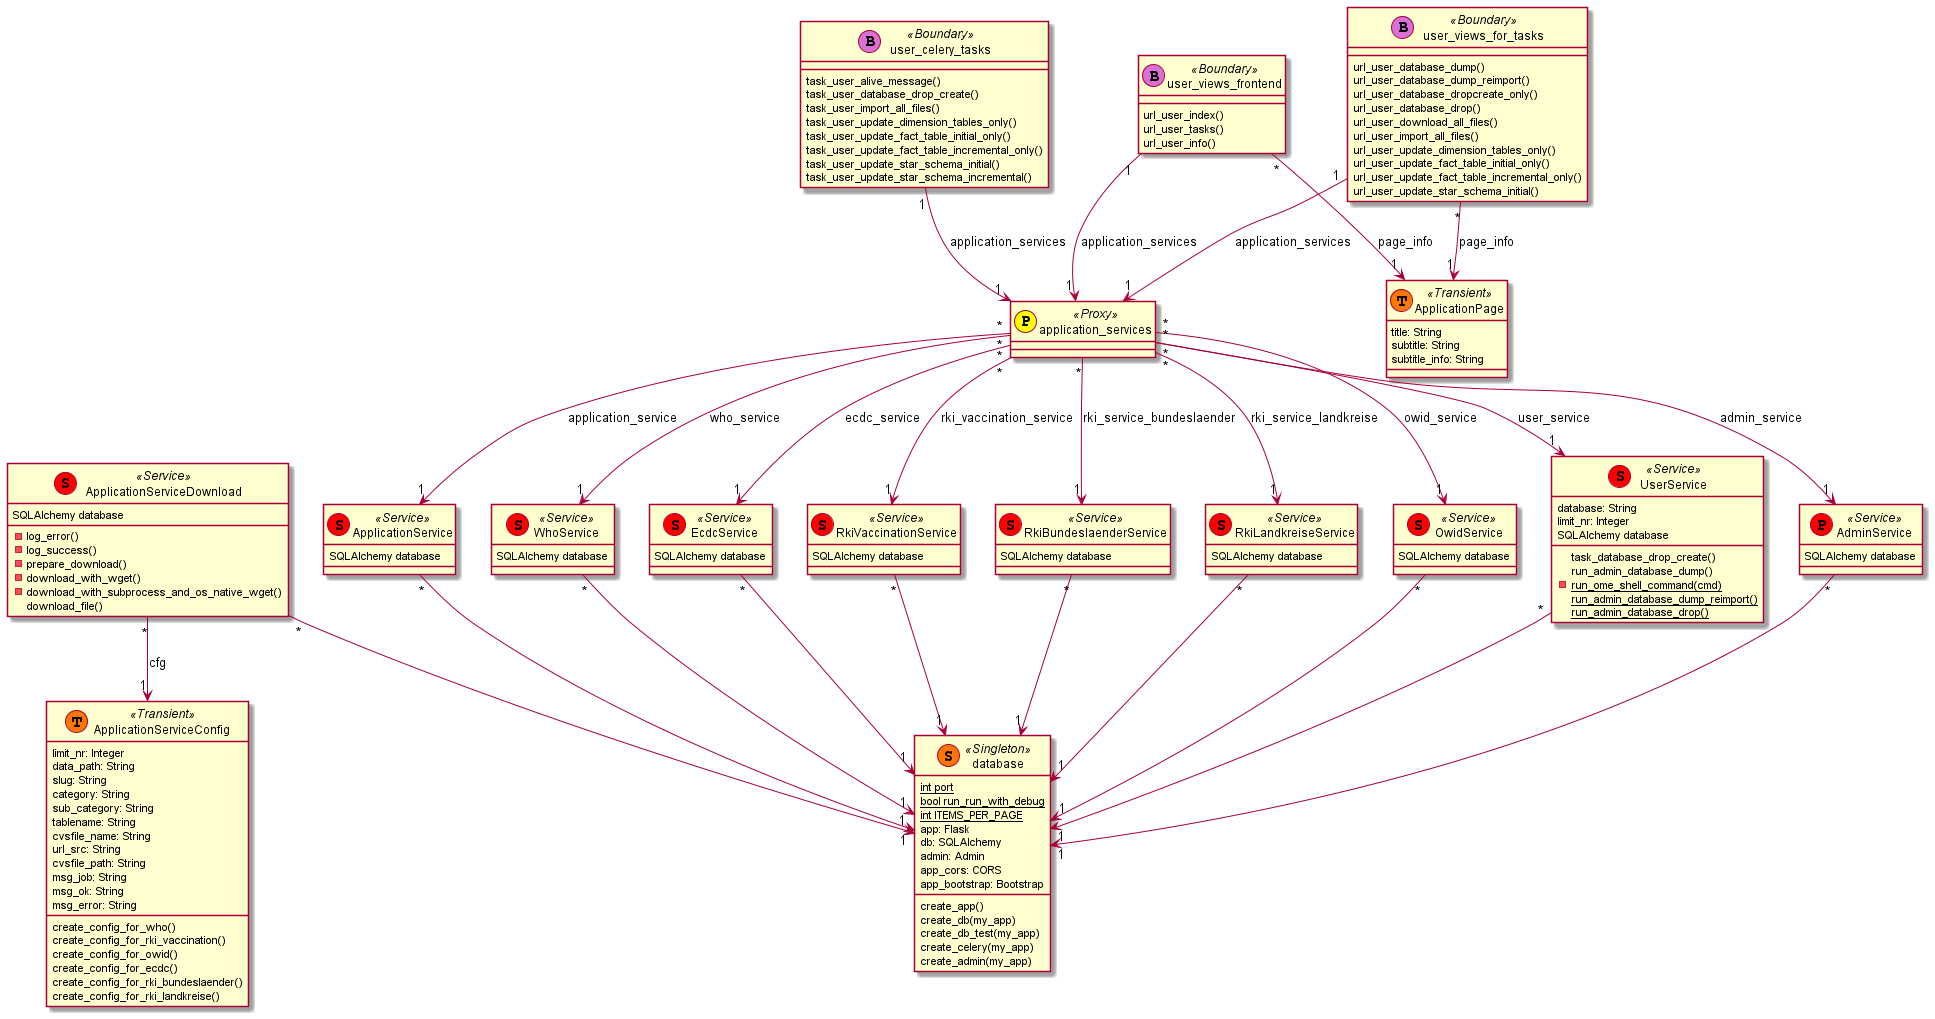 B
«Boundary»
user_celery_tasks
task_user_alive_message()
task_user_database_drop_create()
task_user_import_all_files()
task_user_update_dimension_tables_only()
task_user_update_fact_table_initial_only()
task_user_update_fact_table_incremental_only()
task_user_update_star_schema_initial()
task_user_update_star_schema_incremental()
B
«Boundary»
user_views_frontend
url_user_index()
url_user_tasks()
url_user_info()
B
«Boundary»
user_views_for_tasks
url_user_database_dump()
url_user_database_dump_reimport()
url_user_database_dropcreate_only()
url_user_database_drop()
url_user_download_all_files()
url_user_import_all_files()
url_user_update_dimension_tables_only()
url_user_update_fact_table_initial_only()
url_user_update_fact_table_incremental_only()
url_user_update_star_schema_initial()
1
1
*
1
*
application_services
application_services
application_services
page_info
page_info
1
1
1
1
1
P
«Proxy»
application_services
T
«Transient»
ApplicationPage
title: String
subtitle: String
subtitle_info: String
*
*
*
*
*
*
*
*
*
application_service
who_service
ecdc_service
rki_vaccination_service
rki_service_bundeslaender
rki_service_landkreise
owid_service
user_service
admin_service
1
1
1
1
1
1
1
1
1
S
«Service»
ApplicationServiceDownload
SQLAlchemy database
log_error()
log_success()
prepare_download()
download_with_wget()
download_with_subprocess_and_os_native_wget()
download_file()
S
«Service»
ApplicationService
SQLAlchemy database
S
«Service»
WhoService
SQLAlchemy database
S
«Service»
EcdcService
SQLAlchemy database
S
«Service»
RkiVaccinationService
SQLAlchemy database
S
«Service»
RkiBundeslaenderService
SQLAlchemy database
S
«Service»
RkiLandkreiseService
SQLAlchemy database
S
«Service»
OwidService
SQLAlchemy database
S
«Service»
UserService
database: String
limit_nr: Integer
SQLAlchemy database
task_database_drop_create()
run_admin_database_dump()
run_ome_shell_command(cmd)
run_admin_database_dump_reimport()
run_admin_database_drop()
P
«Service»
AdminService
SQLAlchemy database
*
*
*
*
*
*
*
*
*
*
*
cfg
1
T
«Transient»
ApplicationServiceConfig
limit_nr: Integer
data_path: String
slug: String
category: String
sub_category: String
tablename: String
cvsfile_name: String
url_src: String
cvsfile_path: String
msg_job: String
msg_ok: String
msg_error: String
create_config_for_who()
create_config_for_rki_vaccination()
create_config_for_owid()
create_config_for_ecdc()
create_config_for_rki_bundeslaender()
create_config_for_rki_landkreise()
1
1
1
1
1
1
1
1
1
1
S
«Singleton»
database
int port
bool run_run_with_debug
int ITEMS_PER_PAGE
app: Flask
db: SQLAlchemy
admin: Admin
app_cors: CORS
app_bootstrap: Bootstrap
create_app()
create_db(my_app)
create_db_test(my_app)
create_celery(my_app)
create_admin(my_app)